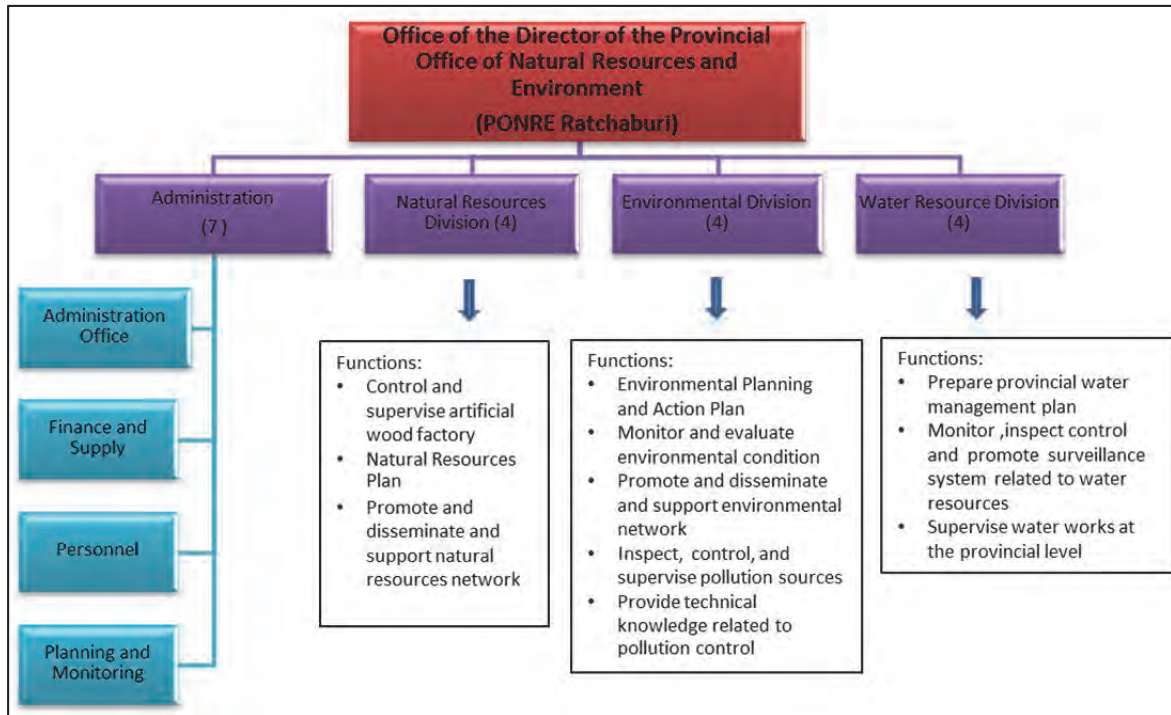 Office of the Director of the Provincial
Office of Natural Resources and
Environment
(PONRE Ratchaburi)
Administration
(7 )
Natural Resources
Division (4)
Environmental Division
(4)
Water Resource Division
(4)
Administration
Office
Finance and
Supply
Personnel
Planning and
Monitoring
Functions:
• Control and
supervise artificial
wood factory
• Natural Resources
Plan
• Promote and
disseminate and
support natural
resources network
Functions:
• Environmental Planning
and Action Plan
• Monitor and evaluate
environmental condition
• Promote and disseminate
and support environmental
network
• Inspect, control, and
supervise pollution sources
• Provide technical
knowledge related to
pollution control
Functions:
• Prepare provincial water
management plan
• Monitor ,inspect control
and promote surveillance
system related to water
resources
• Supervise water works at
the provincial level